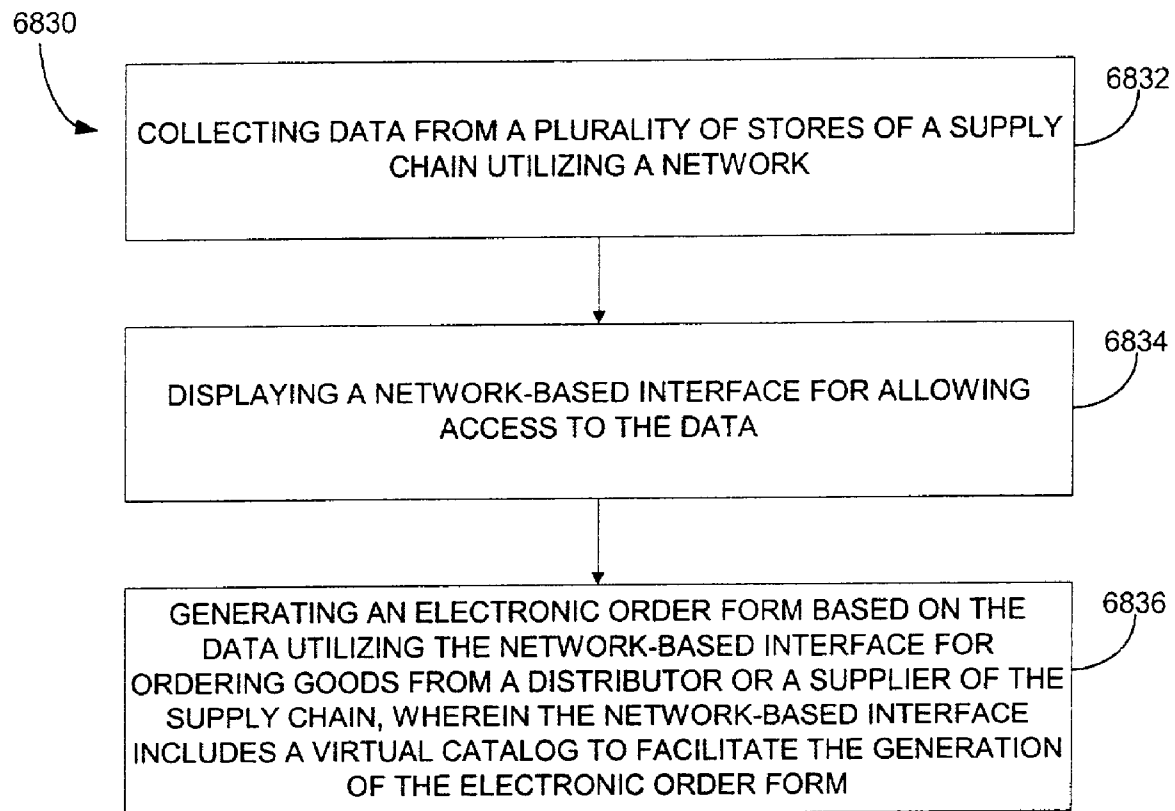 6830
6832
COLLECTING DATA FROM A PLURALITY OF STORES OF A SUPPLY
CHAIN UTILIZING A NETWORK
6834
DISPLAYING A NETWORK-BASED INTERFACE FOR ALLOWING
ACCESS TO THE DATA
6836
GENERATING AN ELECTRONIC ORDER FORM BASED ON THE
DATA UTILIZING THE NETWORK-BASED INTERFACE FOR
ORDERING GOODS FROM A DISTRIBUTOR OR A SUPPLIER OF THE
SUPPLY CHAIN, WHEREIN THE NETWORK-BASED INTERFACE
INCLUDES A VIRTUAL CATALOG TO FACILITATE THE GENERATION
OF THE ELECTRONIC ORDER FORM